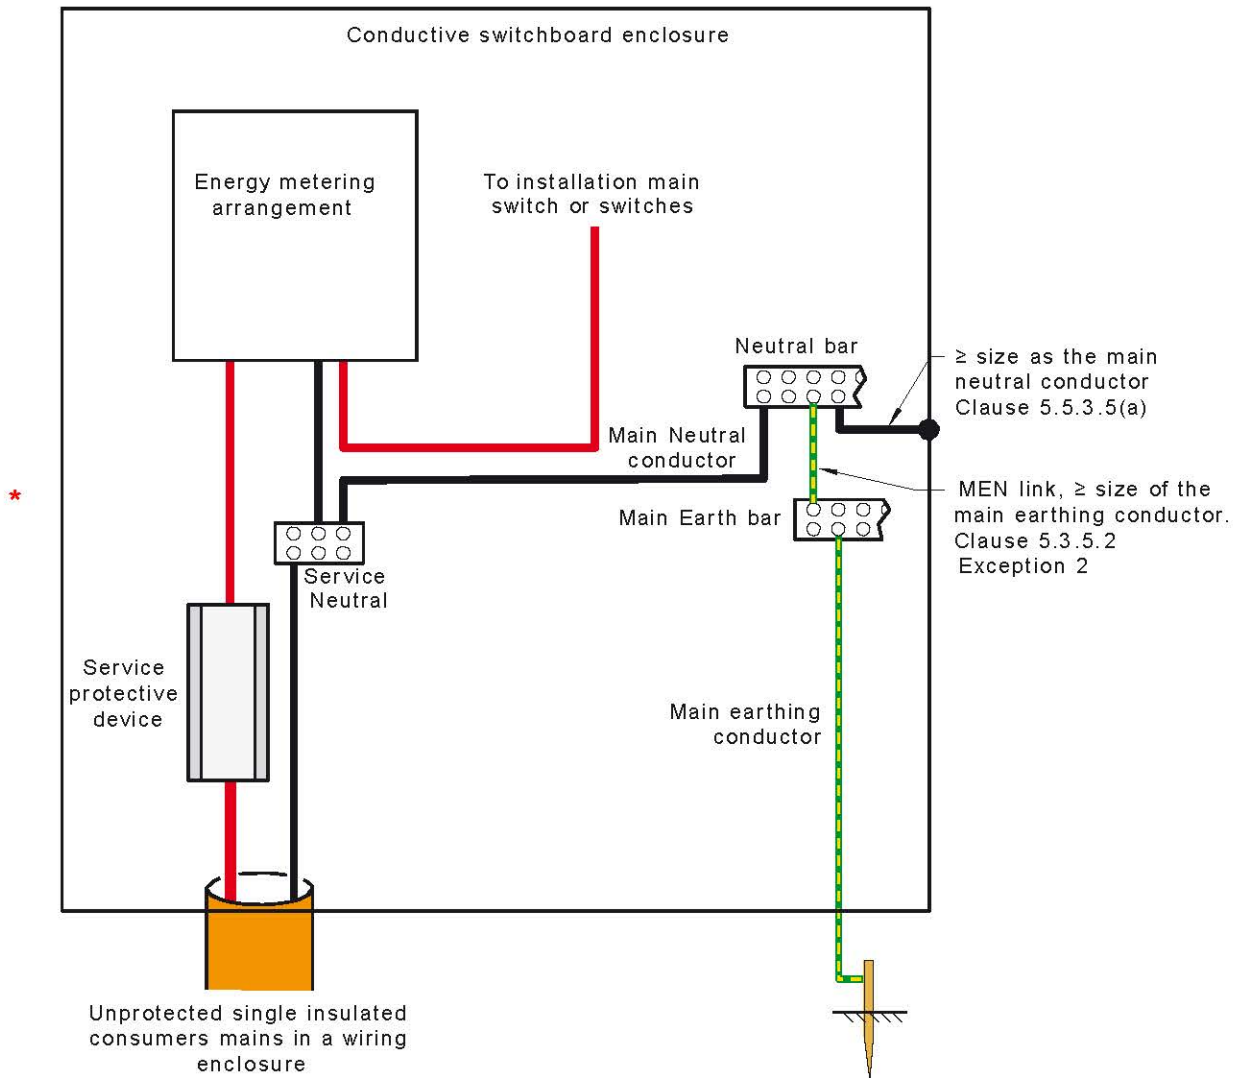 Conductive switchboard enclosure
Energy metering
arrangement
To installation main
switch or switches
Neutral bar
≥ size as the main
neutral conductor
Clause 5.5.3.5(a)
Main Neutral
conductor
*
MEN link, ≥ size of the
main earthing conductor.
Clause 5.3.5.2
Exception 2
Main Earth bar
Service
Neutral
Service
protective
device
Main earthing
conductor
Unprotected single insulated
consumers mains in a wiring
enclosure